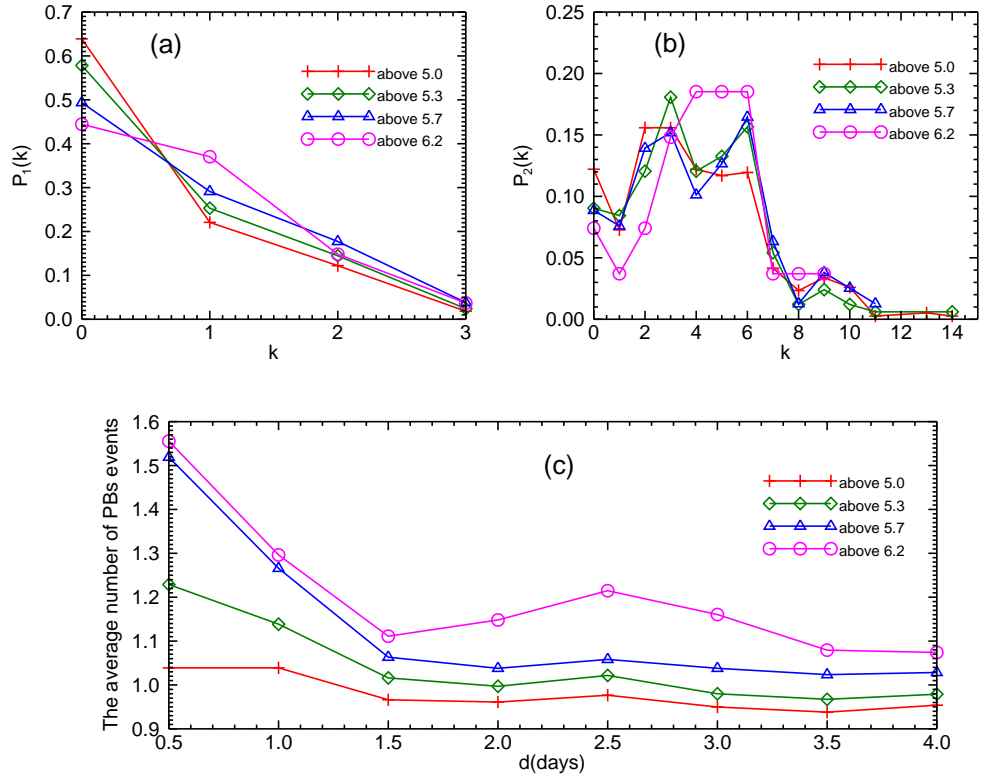 (a)
P₁(k)
0.7
0.6
0.5
0.4
0.3
0.2
0.1
0.0
0 1 2 3
k
above 5.0
above 5.3
above 5.7
above 6.2
(b)
P₂(k)
0.25
0.20
0.15
0.10
0.05
0.00
0 2 4 6 8 10 12 14
k
above 5.0
above 5.3
above 5.7
above 6.2
(c)
The average number of PBs events
1.6
1.5
1.4
1.3
1.2
1.1
1.0
0.9
0.5 1.0 1.5 2.0 2.5 3.0 3.5 4.0
d(days)
above 5.0
above 5.3
above 5.7
above 6.2